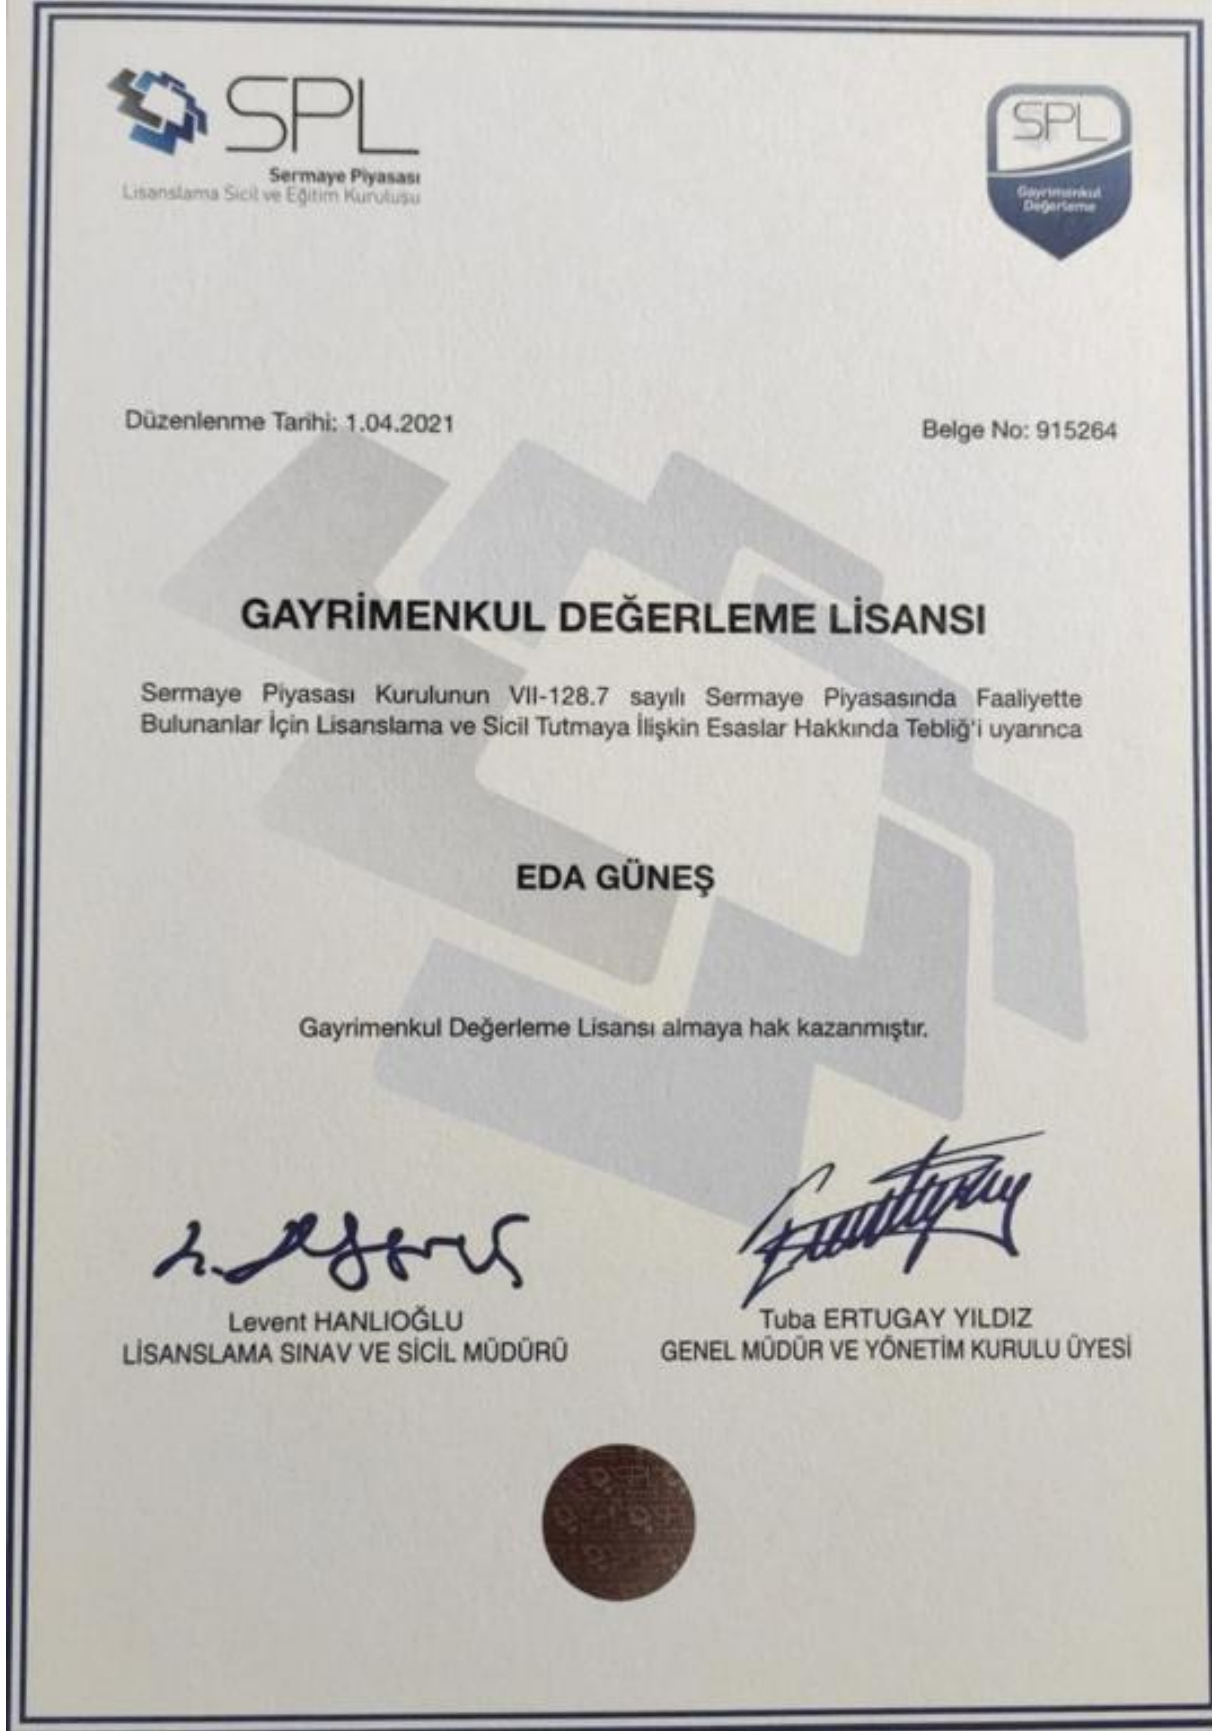 SPL
Sermaye Piyasası
Lisanslama Sicil ve Eğitim Kuruluşu
SPL
Gayrimenkul
Değerleme
Düzenlenme Tarihi: 1.04.2021
Belge No: 915264
GAYRİMENKUL DEĞERLEME LİSANSI
Sermaye Piyasası Kurulunun VII-128.7 sayılı Sermaye Piyasasında Faaliyette
Bulunanlar İçin Lisanslama ve Sicil Tutmaya İlişkin Esaslar Hakkında Tebliğ'i uyarınca
EDA GÜNEŞ
Gayrimenkul Değerleme Lisansı almaya hak kazanmıştır.
Levent HANLIOĞLU
LİSANSLAMA SINAV VE SİCİL MÜDÜRÜ
Tuba ERTUGAY YILDIZ
GENEL MÜDÜR VE YÖNETİM KURULU ÜYESİ
SPL